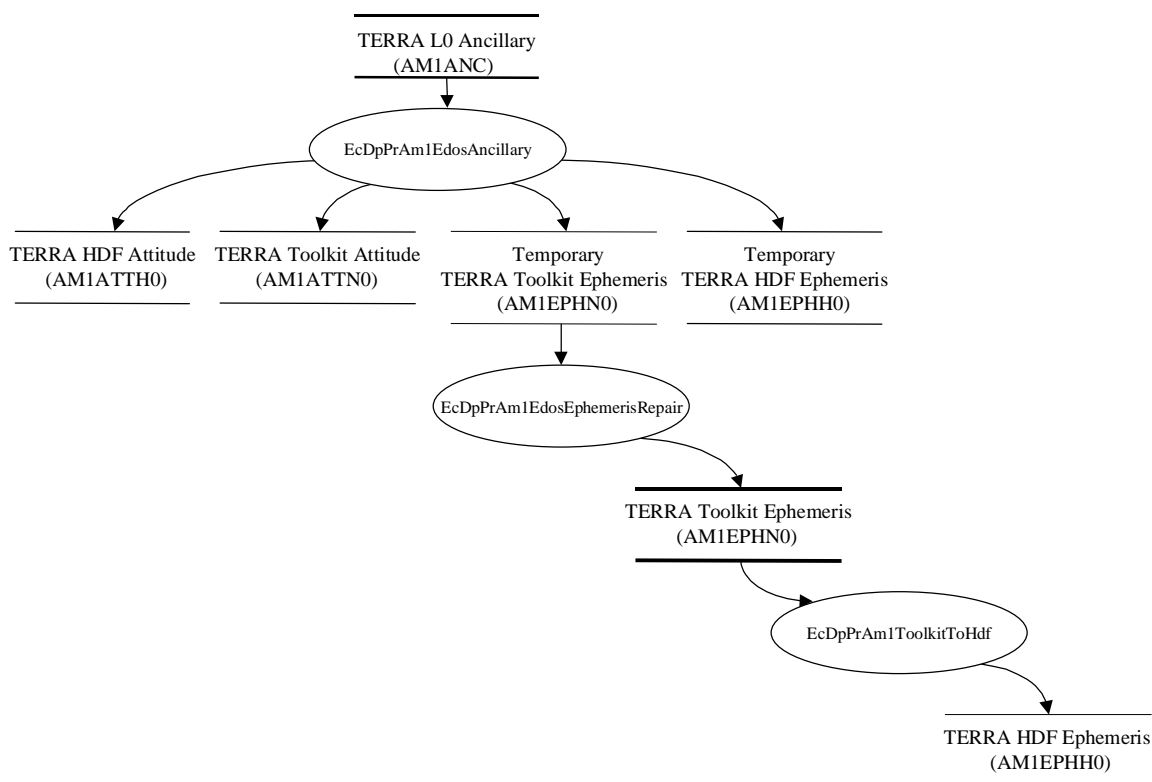 TERRA L0 Ancillary
(AM1ANC)
EcDpPrAm1EdosAncillary
TERRA HDF Attitude
(AM1ATTH0)
TERRA Toolkit Attitude
(AM1ATTN0)
Temporary
TERRA Toolkit Ephemeris
(AM1EPHN0)
Temporary
TERRA HDF Ephemeris
(AM1EPHH0)
EcDpPrAm1EdosEphemerisRepair
TERRA Toolkit Ephemeris
(AM1EPHN0)
EcDpPrAm1ToolkitToHdf
TERRA HDF Ephemeris
(AM1EPHH0)